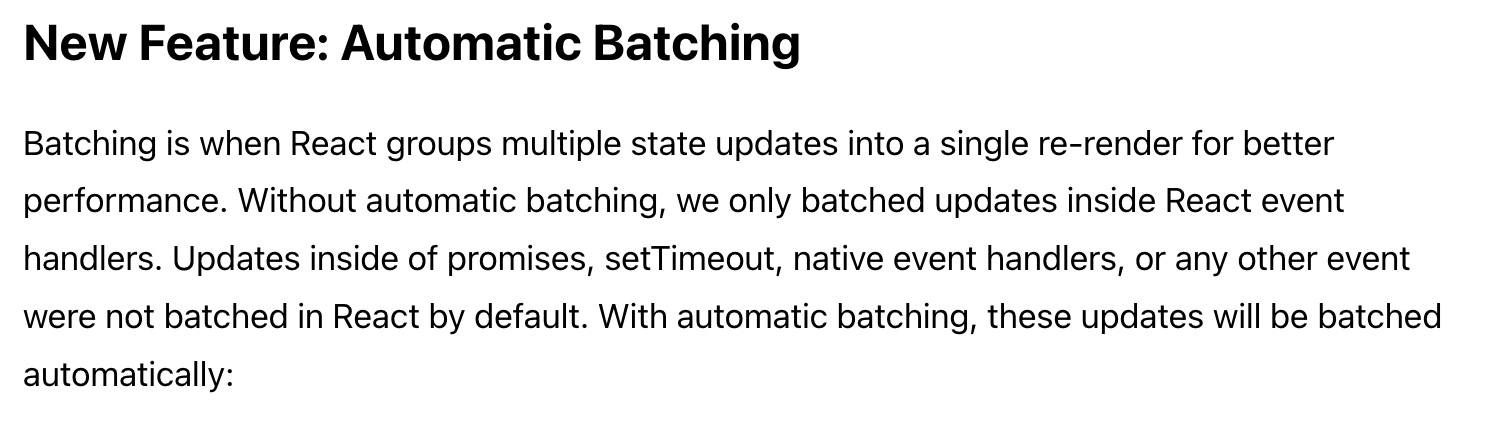 New Feature: Automatic Batching
Batching is when React groups multiple state updates into a single re-render for better
performance. Without automatic batching, we only batched updates inside React event
handlers. Updates inside of promises, setTimeout, native event handlers, or any other event
were not batched in React by default. With automatic batching, these updates will be batched
automatically: